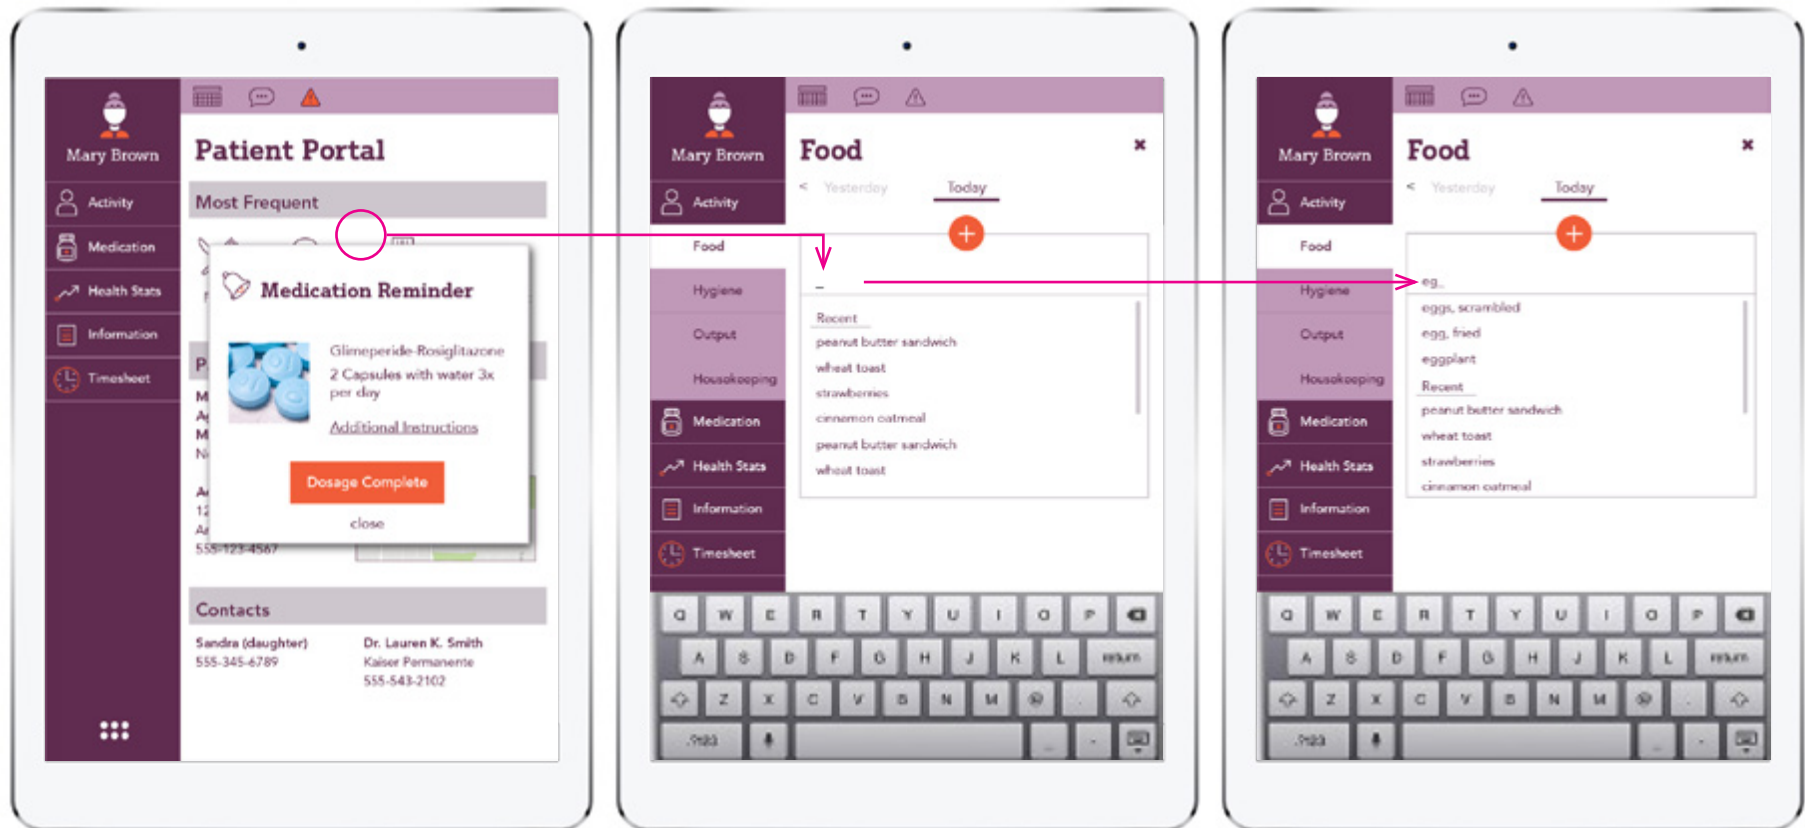 Mary Brown
Activity
Medication
Health Stats
Information
Timesheet
Patient Portal
Most Frequent
Medication Reminder
Glimeperide-Rosiglitazone
2 Capsules with water 3x
per day
Additional Instructions
Dosage Complete
close
555-123-4567
Contacts
Sandra (daughter)
555-345-6789
Dr. Lauren K. Smith
Kaiser Permanente
555-543-2102
Mary Brown
Activity
Food
Hygiene
Output
Housekeeping
Medication
Health Stats
Information
Timesheet
Food
< Yesterday Today
+
Recent
peanut butter sandwich
wheat toast
strawberries
cinnamon oatmeal
peanut butter sandwich
wheat toast
Q W E R T Y U I O P
A S D F G H J K L return
Z X C V B N M
.?123
Mary Brown
Activity
Food
Hygiene
Output
Housekeeping
Medication
Health Stats
Information
Timesheet
Food
< Yesterday Today
+
eg_
eggs, scrambled
egg, fried
eggplant
Recent
peanut butter sandwich
wheat toast
strawberries
cinnamon oatmeal
Q W E R T Y U I O P
A S D F G H J K L return
Z X C V B N M
.?123